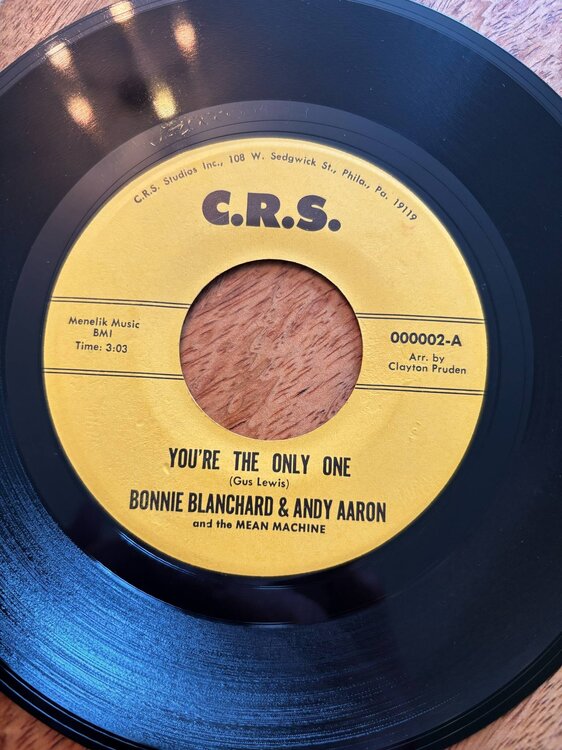 C.R.S. Studios Inc., 108 W. Sedgwick St., Phila., Pa. 19119
C.R.S.
Menelik Music
BMI
Time: 3:03
000002-A
Arr. by
Clayton Pruden
YOU'RE THE ONLY ONE
(Gus Lewis)
BONNIE BLANCHARD & ANDY AARON
and the MEAN MACHINE